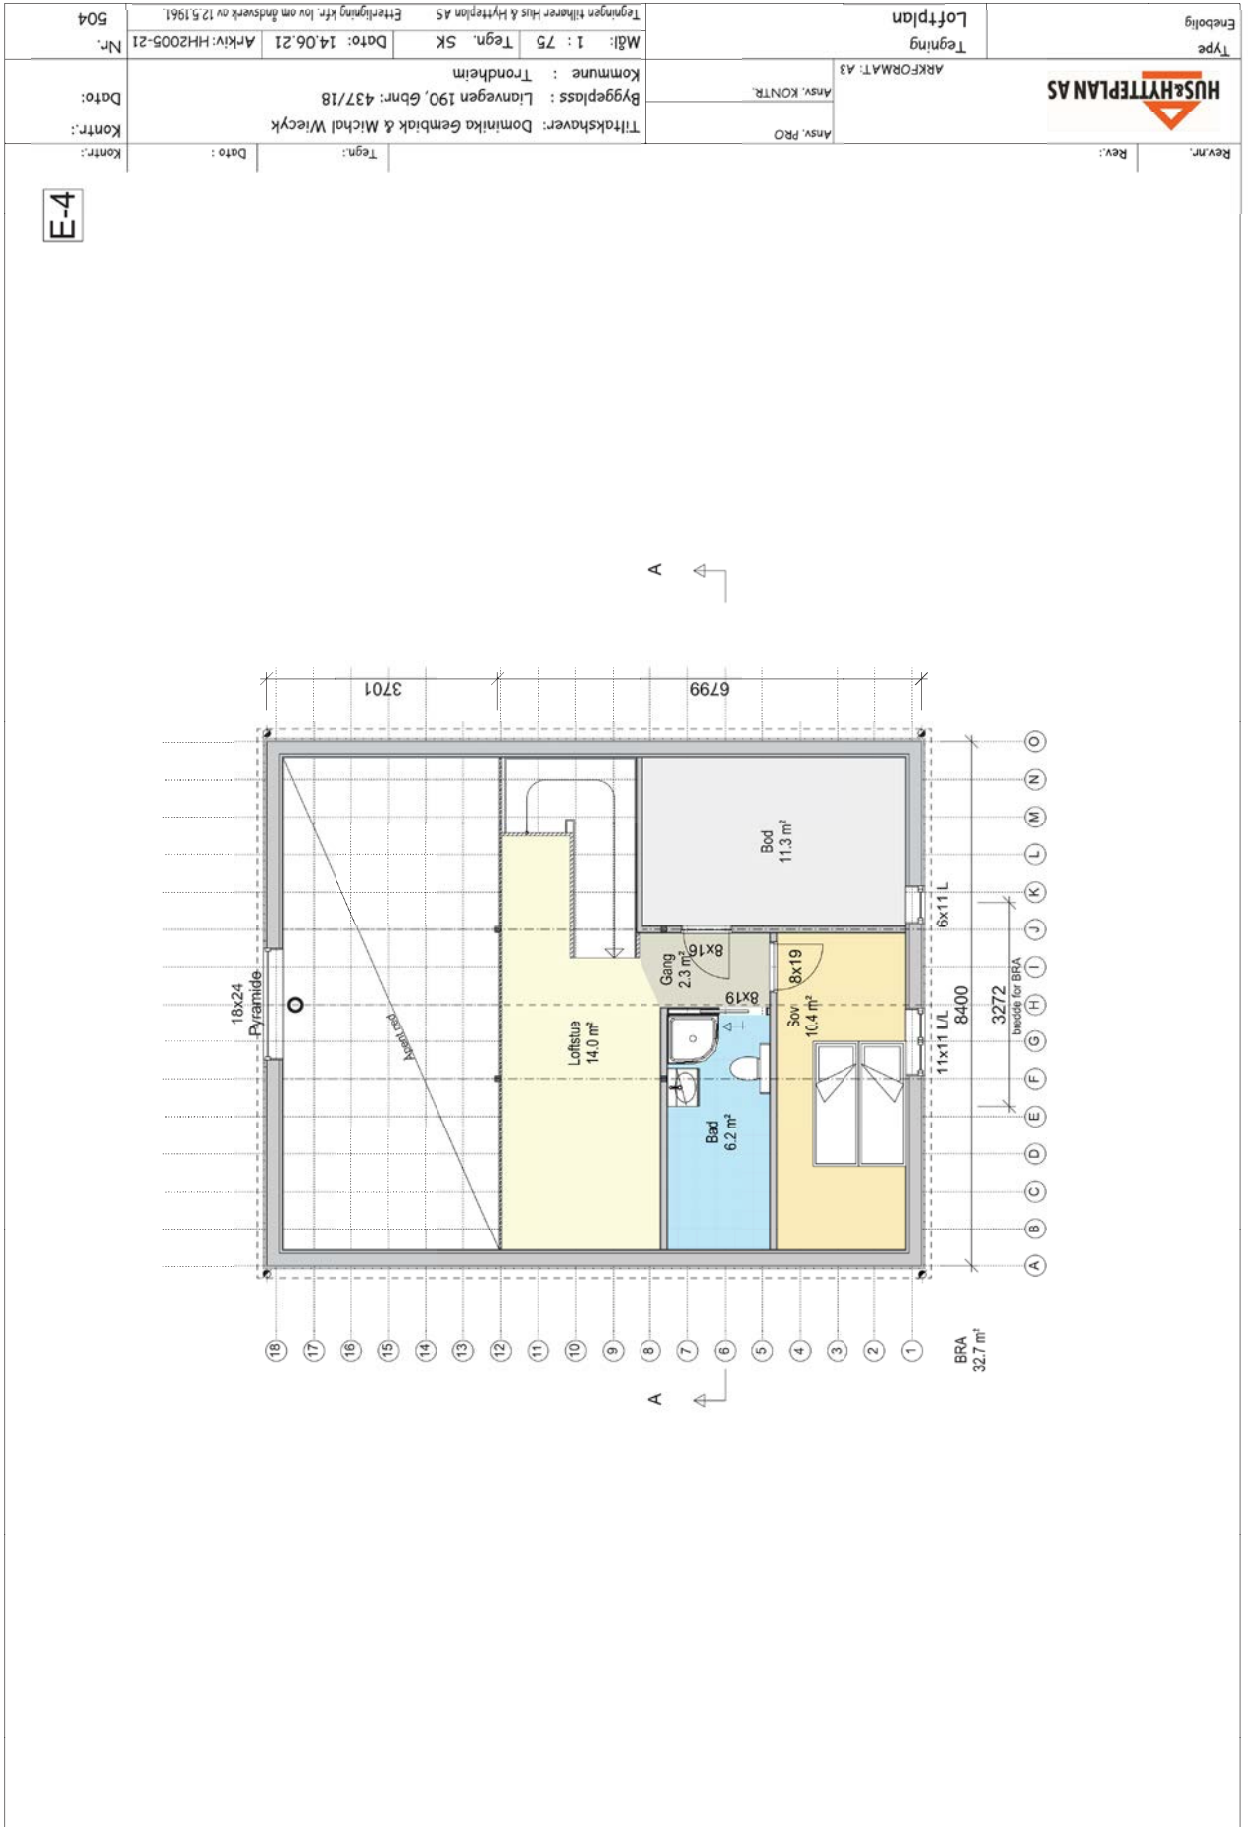 Rev.nr.
Rev.:
Tegn.:
Dato :
Kontr.:
HUS&HYTTEPLAN AS
ARKFORMAT: A3
Ansv. PRO
Ansv. KONTR.
Tiltakshaver: Dominika Gembiak & Michal Wiecyk
Byggeplass : Lianvegen 190, Gbnr: 437/18
Kommune : Trondheim
Kontr.:
Dato:
Type
Enebolig
Tegning
Loftplan
Mål: 1 : 75
Tegn. SK
Dato: 14.06.21
Arkiv: HH2005-21
Nr.
504
Tegningen tilhører Hus & Hytteplan AS
Etterligning kfr. lov om åndsverk av 12.5.1961.
E-4
A
3701
6799
18x24
Pyramide
Åpent ned
Loftstue
14.0 m²
Gang
2.3 m²
8x16
8x19
8x19
Bod
11.3 m²
Bad
6.2 m²
Sov
10.4 m²
6x11 L
11x11 L/L
8400
3272
bredde for BRA
O
N
M
L
K
J
I
H
G
F
E
D
C
B
A
18
17
16
15
14
13
12
11
10
9
8
7
6
5
4
3
2
1
BRA
32.7 m²
A